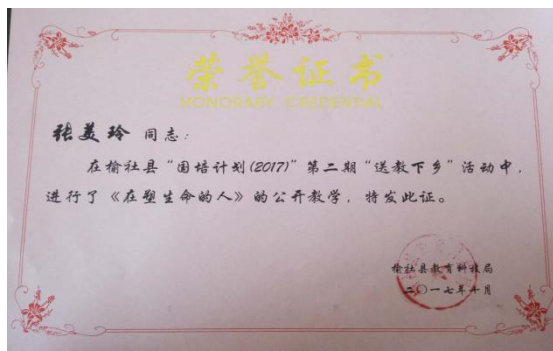 荣誉证书
HONORARY CREDENTIAL
张美玲 同志:
在榆社县“国培计划(2017)”第二期“送教下乡”活动中,
进行了《在塑生命的人》的公开教学, 特发此证。
榆社县教育科技局
二〇一七年十月